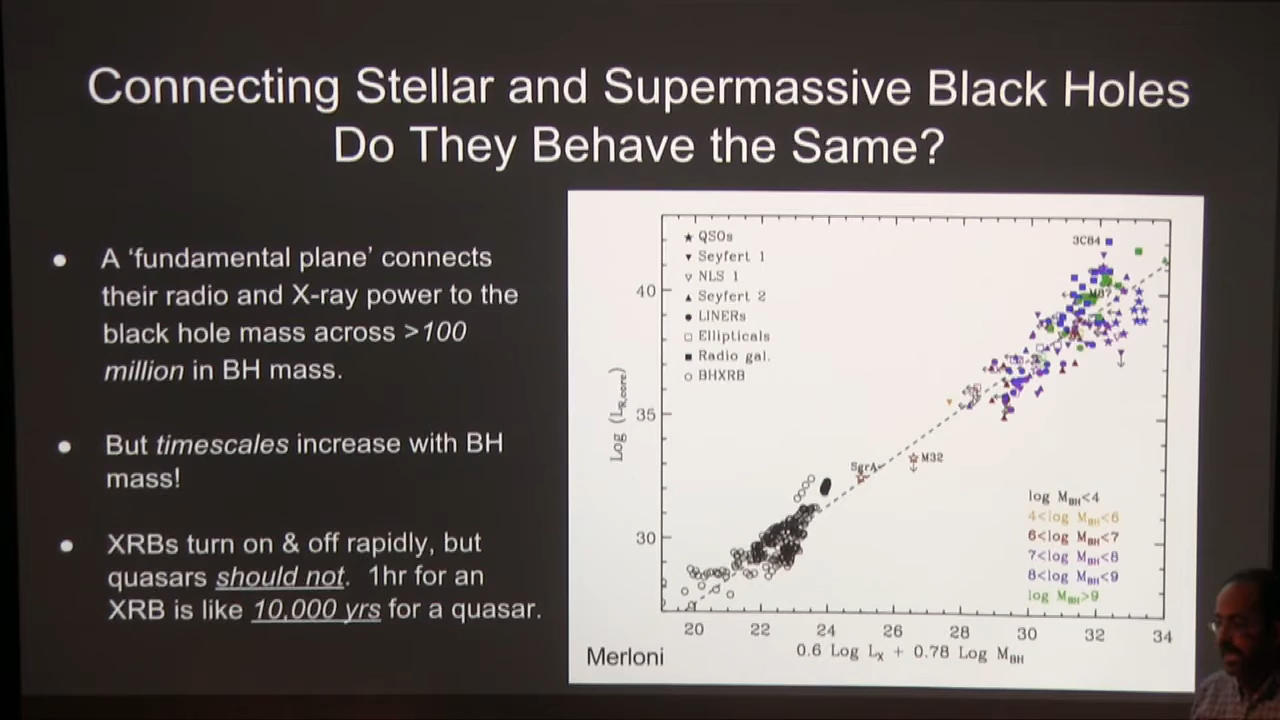 Connecting Stellar and Supermassive Black Holes
Do They Behave the Same?
● A ‘fundamental plane’ connects
their radio and X-ray power to the
black hole mass across >100
million in BH mass.
● But timescales increase with BH
mass!
● XRBs turn on & off rapidly, but
quasars should not. 1hr for an
XRB is like 10,000 yrs for a quasar.
★ QSOs
▼ Seyfert 1
▽ NLS 1
▲ Seyfert 2
● LINERs
□ Ellipticals
■ Radio gal.
○ BHXRB
3C84
M87
SgrA
M32
40
35
30
Log (L_R,core)
log M_BH<4
4<log M_BH<6
6<log M_BH<7
7<log M_BH<8
8<log M_BH<9
log M_BH>9
20 22 24 26 28 30 32 34
0.6 Log L_X + 0.78 Log M_BH
Merloni